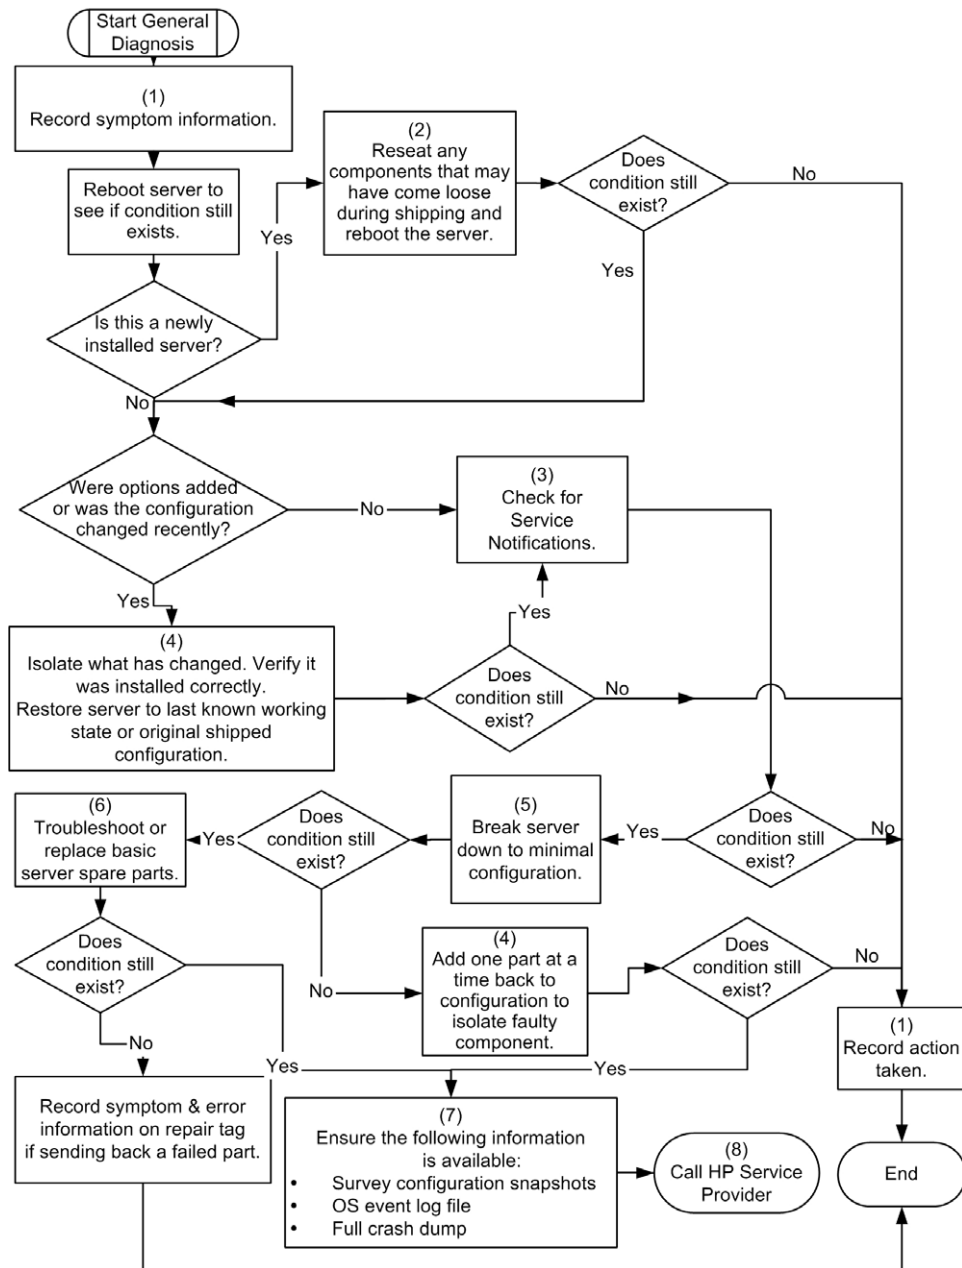 Start General
Diagnosis
(1)
Record symptom information.
Reboot server to
see if condition still
exists.
Is this a newly
installed server?
Yes
(2)
Reseat any
components that may
have come loose
during shipping and
reboot the server.
Does
condition still
exist?
No
Yes
No
Were options added
or was the configuration
changed recently?
No
(3)
Check for
Service
Notifications.
Yes
(4)
Isolate what has changed. Verify it
was installed correctly.
Restore server to last known working
state or original shipped
configuration.
Does
condition still
exist?
Yes
No
Does
condition still
exist?
No
Yes
(5)
Break server
down to minimal
configuration.
Does
condition still
exist?
Yes
(6)
Troubleshoot or
replace basic
server spare parts.
No
(4)
Add one part at a
time back to
configuration to
isolate faulty
component.
Does
condition still
exist?
No
Yes
Does
condition still
exist?
Yes
No
Record symptom & error
information on repair tag
if sending back a failed part.
(7)
Ensure the following information
is available:
• Survey configuration snapshots
• OS event log file
• Full crash dump
(8)
Call HP Service
Provider
(1)
Record action
taken.
End